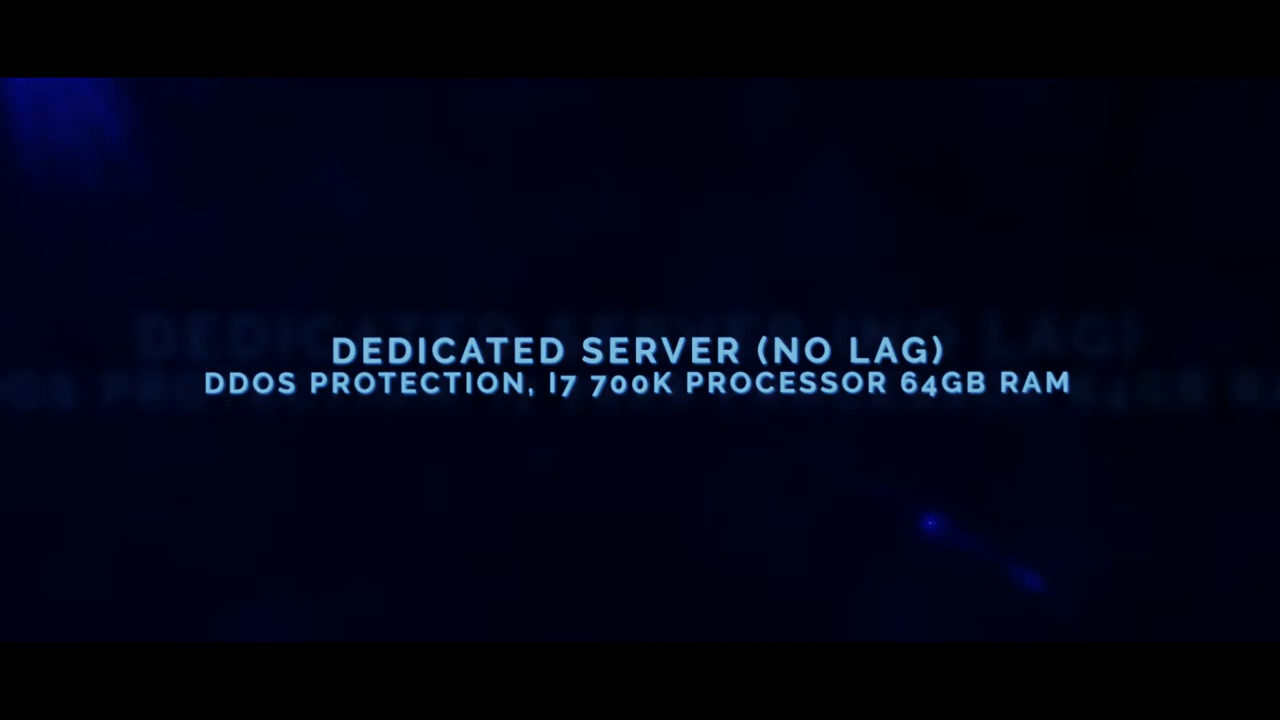 DEDICATED SERVER (NO LAG)
DDOS PROTECTION, I7 700K PROCESSOR 64GB RAM